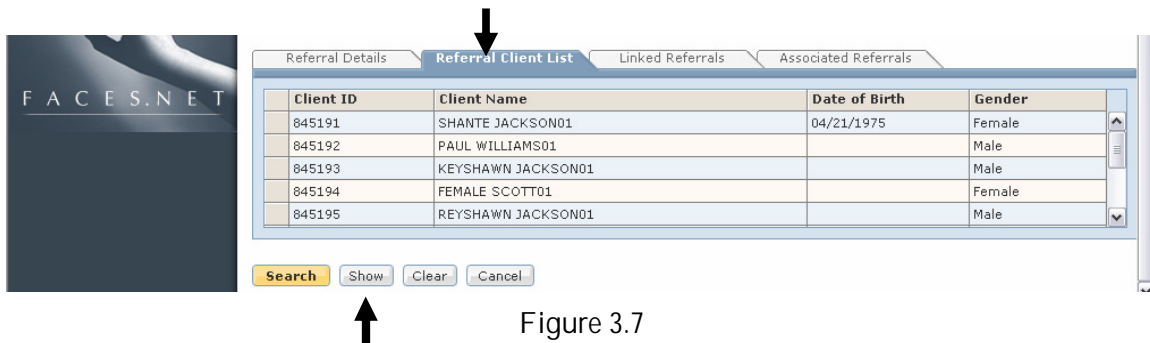 Referral Details Referral Client List Linked Referrals Associated Referrals
FACES.NET
Client ID Client Name Date of Birth Gender
845191 SHANTE JACKSON01 04/21/1975 Female
845192 PAUL WILLIAMS01 Male
845193 KEYSHAWN JACKSON01 Male
845194 FEMALE SCOTT01 Female
845195 REYSHAWN JACKSON01 Male
Search Show Clear Cancel
Figure 3.7